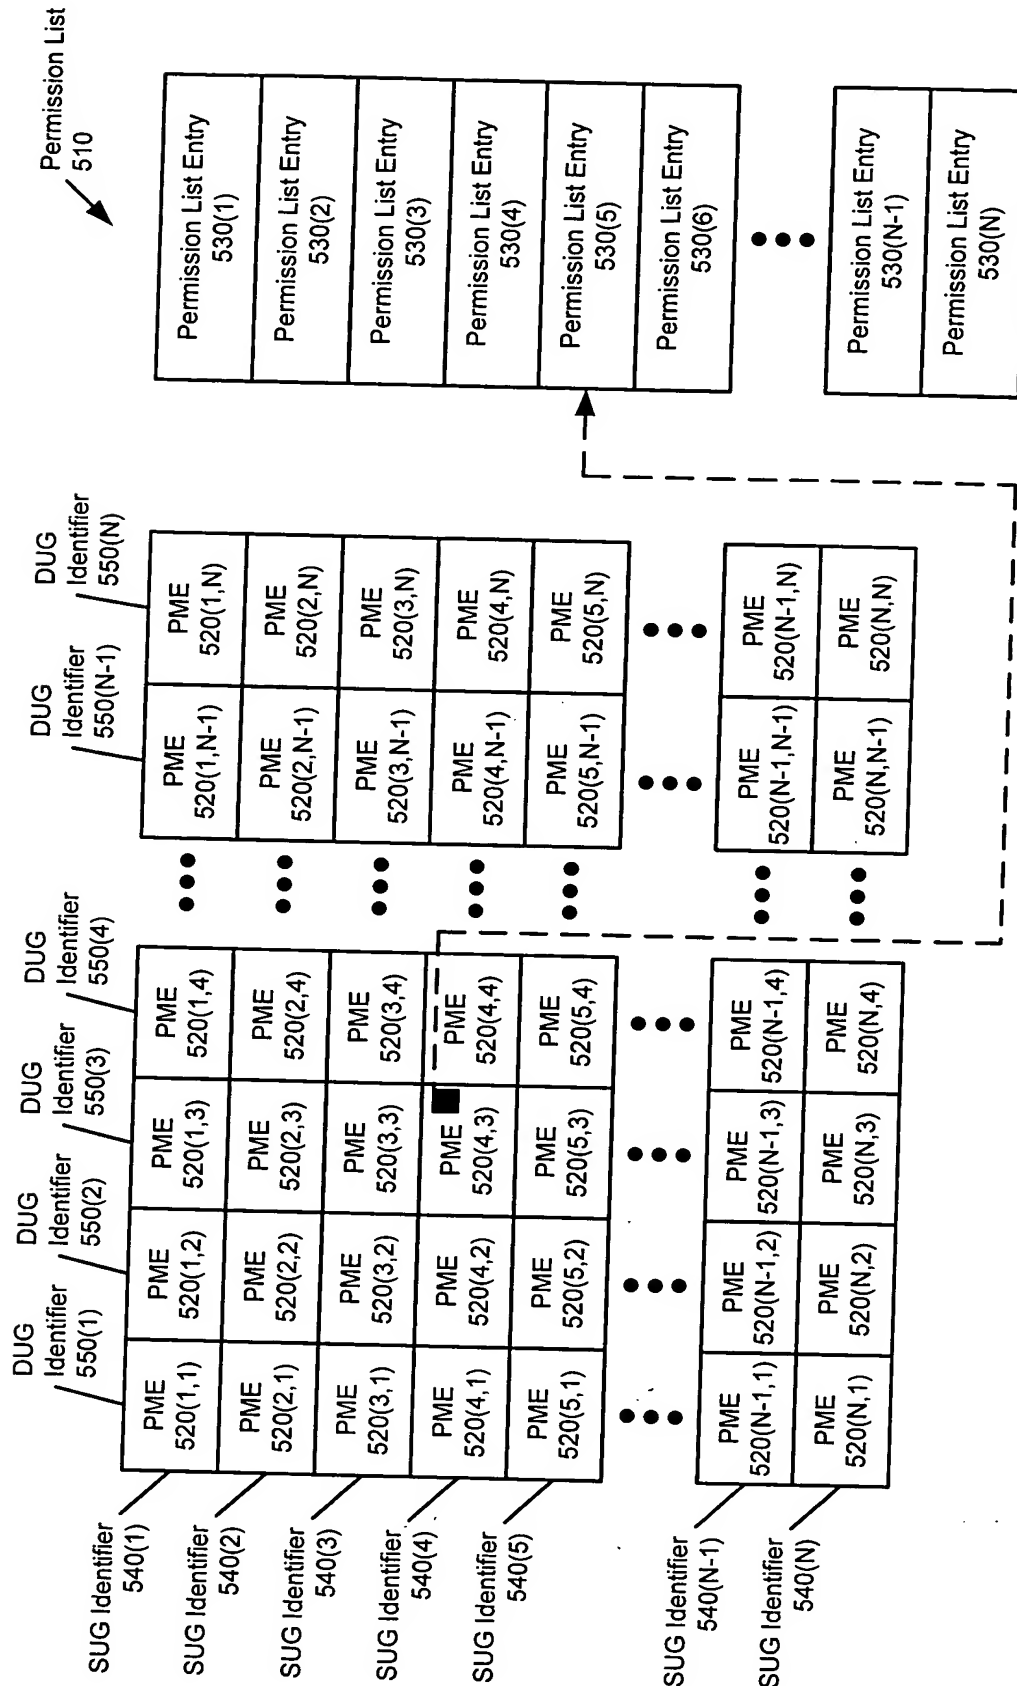 DUG
Identifier
550(1)
DUG
Identifier
550(2)
DUG
Identifier
550(3)
DUG
Identifier
550(4)
DUG
Identifier
550(N-1)
DUG
Identifier
550(N)
Permission List
510
SUG Identifier
540(1)
PME
520(1,1)
PME
520(1,2)
PME
520(1,3)
PME
520(1,4)
PME
520(1,N-1)
PME
520(1,N)
SUG Identifier
540(2)
PME
520(2,1)
PME
520(2,2)
PME
520(2,3)
PME
520(2,4)
PME
520(2,N-1)
PME
520(2,N)
SUG Identifier
540(3)
PME
520(3,1)
PME
520(3,2)
PME
520(3,3)
PME
520(3,4)
PME
520(3,N-1)
PME
520(3,N)
SUG Identifier
540(4)
PME
520(4,1)
PME
520(4,2)
PME
520(4,3)
PME
520(4,4)
PME
520(4,N-1)
PME
520(4,N)
SUG Identifier
540(5)
PME
520(5,1)
PME
520(5,2)
PME
520(5,3)
PME
520(5,4)
PME
520(5,N-1)
PME
520(5,N)
SUG Identifier
540(N-1)
PME
520(N-1,1)
PME
520(N-1,2)
PME
520(N-1,3)
PME
520(N-1,4)
PME
520(N-1,N-1)
PME
520(N-1,N)
SUG Identifier
540(N)
PME
520(N,1)
PME
520(N,2)
PME
520(N,3)
PME
520(N,4)
PME
520(N,N-1)
PME
520(N,N)
Permission List Entry
530(1)
Permission List Entry
530(2)
Permission List Entry
530(3)
Permission List Entry
530(4)
Permission List Entry
530(5)
Permission List Entry
530(6)
Permission List Entry
530(N-1)
Permission List Entry
530(N)